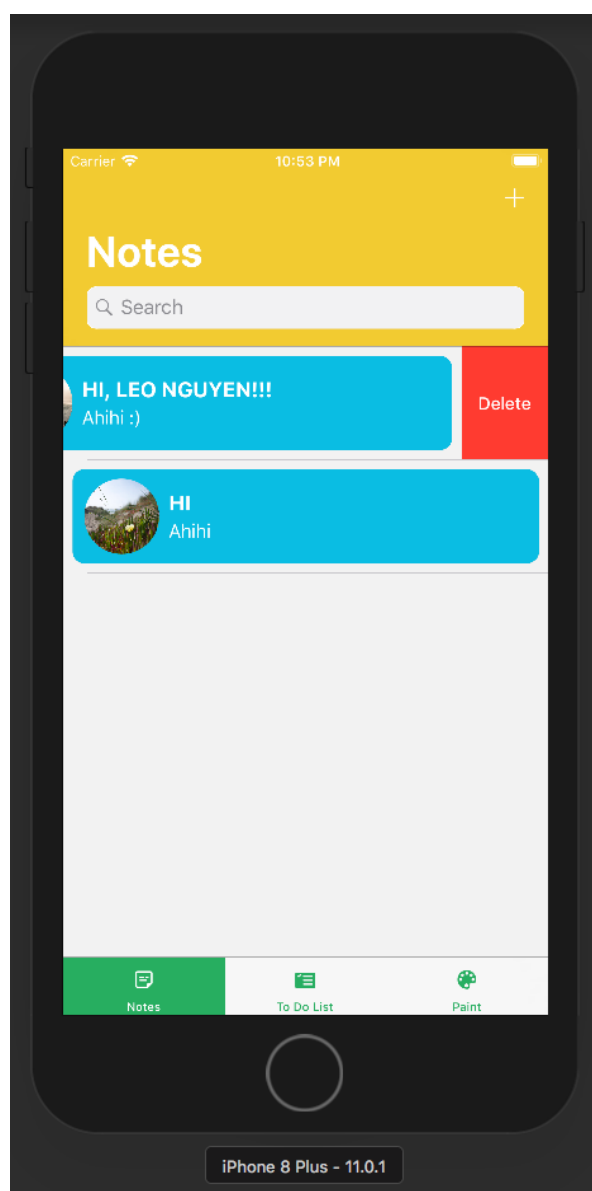 Carrier 10:53 PM
Notes
Search
HI, LEO NGUYEN!!!
Ahihi :)
Delete
HI
Ahihi
Notes To Do List Paint
iPhone 8 Plus - 11.0.1